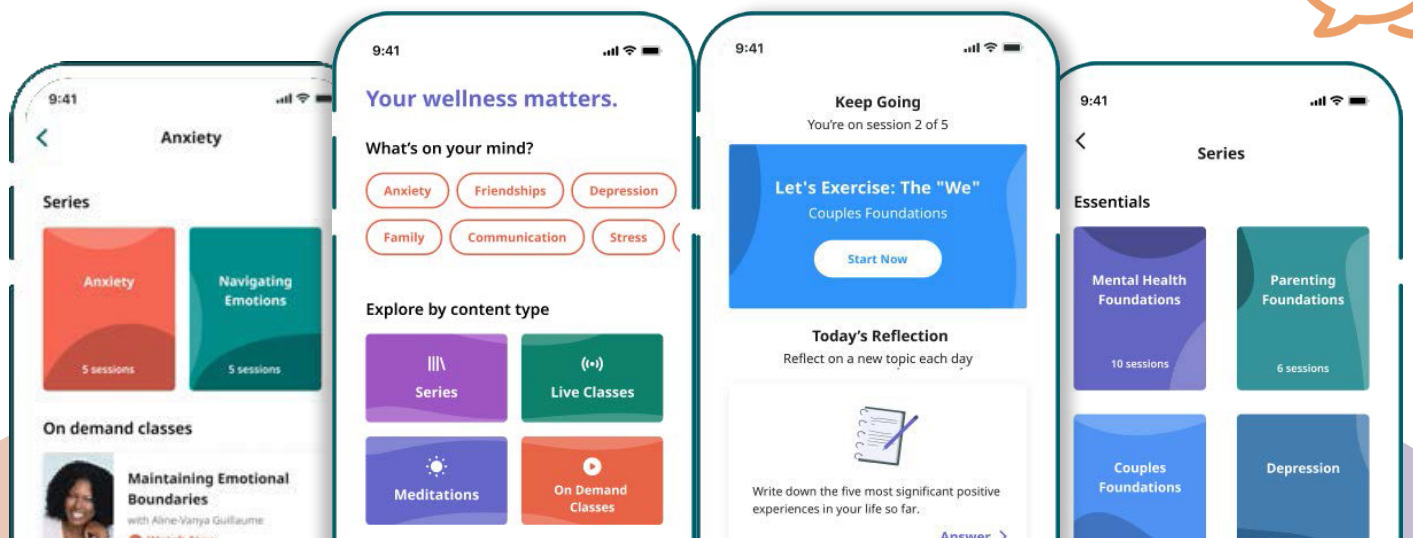 9:41
Anxiety
Series
Anxiety
5 sessions
Navigating
Emotions
5 sessions
On demand classes
Maintaining Emotional
Boundaries
with Aline-Vanya Guillaume
Watch Now
9:41
Your wellness matters.
What's on your mind?
Anxiety
Friendships
Depression
Family
Communication
Stress
Explore by content type
Series
Live Classes
Meditations
On Demand
Classes
9:41
Keep Going
You're on session 2 of 5
Let's Exercise: The "We"
Couples Foundations
Start Now
Today's Reflection
Reflect on a new topic each day
Write down the five most significant positive
experiences in your life so far.
Answer >
9:41
Series
Essentials
Mental Health
Foundations
10 sessions
Parenting
Foundations
6 sessions
Couples
Foundations
Depression